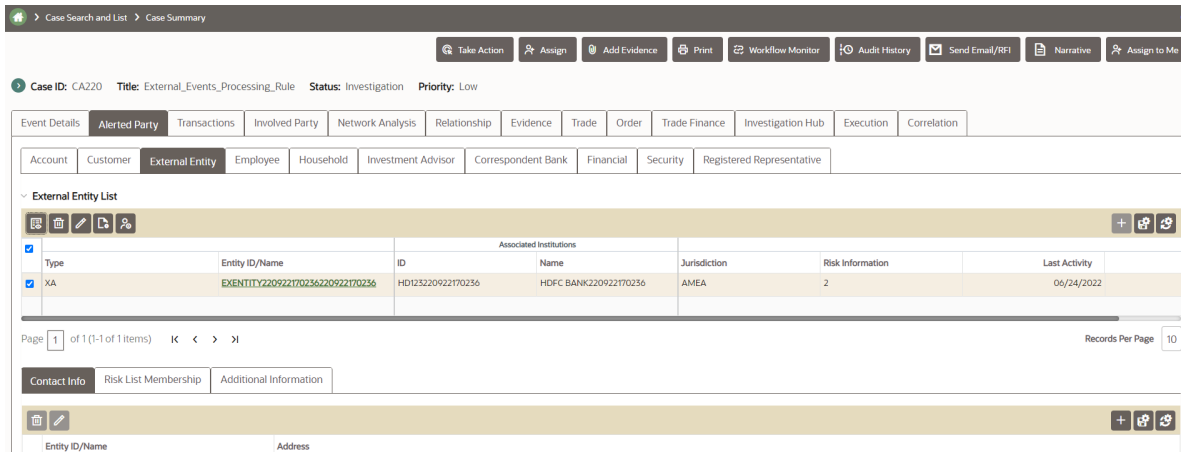 Case Search and List > Case Summary
Take Action Assign Add Evidence Print Workflow Monitor Audit History Send Email/RFI Narrative Assign to Me
Case ID: CA220 Title: External_Events_Processing_Rule Status: Investigation Priority: Low
Event Details Alerted Party Transactions Involved Party Network Analysis Relationship Evidence Trade Order Trade Finance Investigation Hub Execution Correlation
Account Customer External Entity Employee Household Investment Advisor Correspondent Bank Financial Security Registered Representative
External Entity List
Associated Institutions
Type Entity ID/Name ID Name Jurisdiction Risk Information Last Activity
XA EXENTITY220922170236220922170236 HD123220922170236 HDFC BANK220922170236 AMEA 2 06/24/2022
Page 1 of 1 (1-1 of 1 items) Records Per Page 10
Contact Info Risk List Membership Additional Information
Entity ID/Name Address